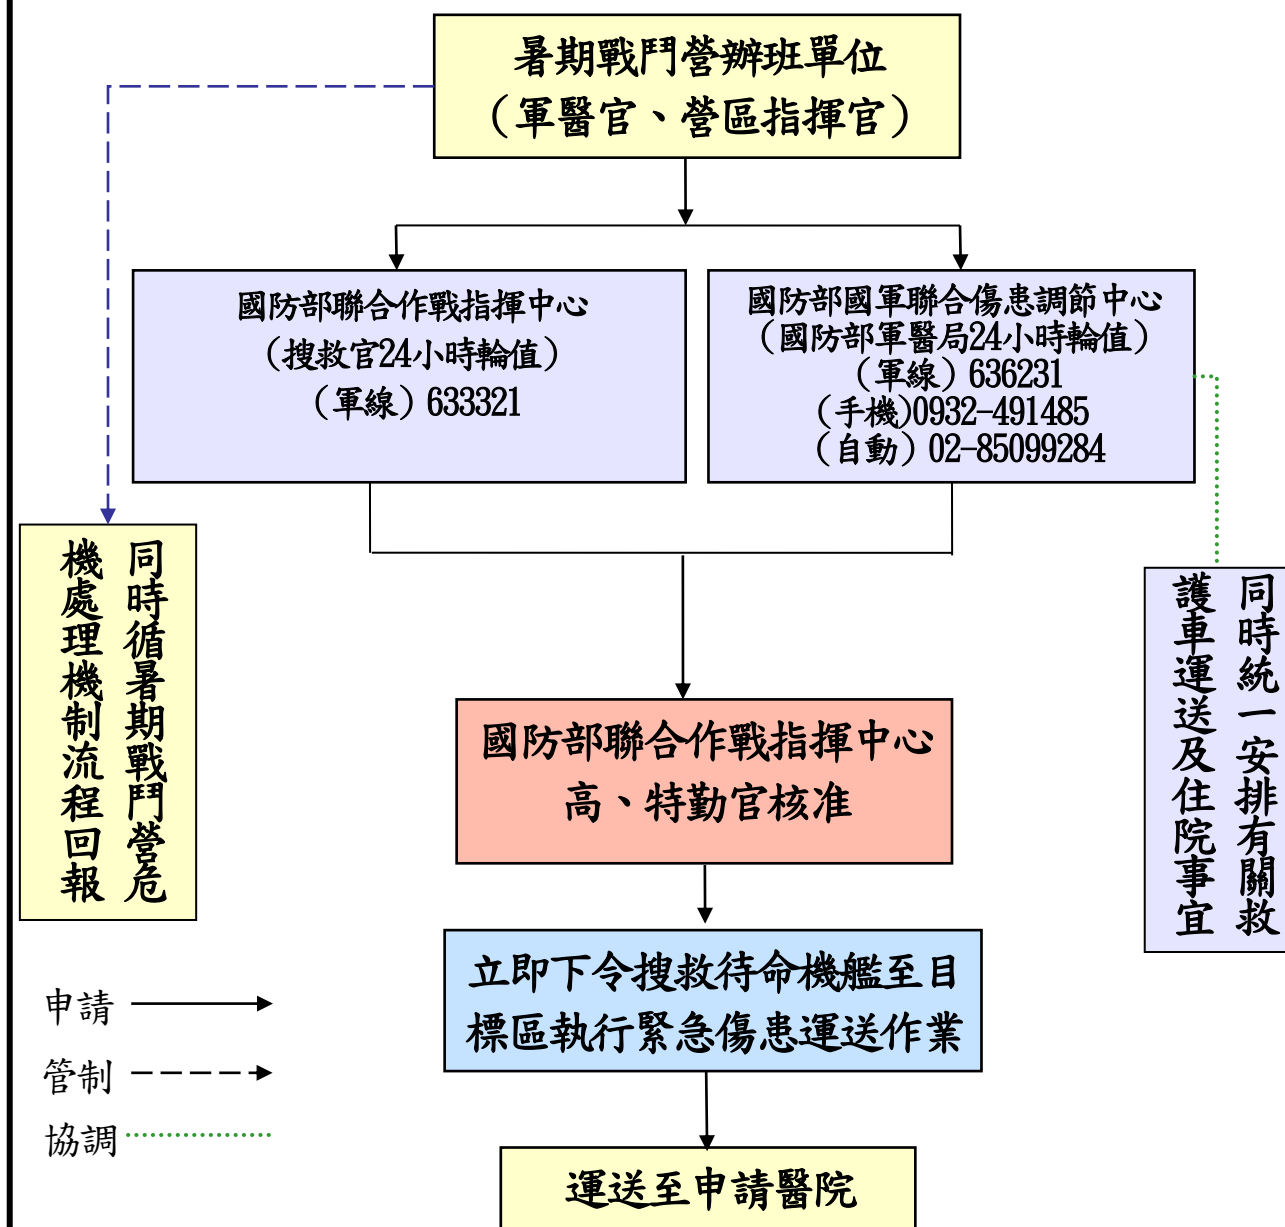 暑期戰鬥營辦班單位
（軍醫官、營區指揮官）
國防部聯合作戰指揮中心
（搜救官24小時輪值）
（軍線）633321
國防部國軍聯合傷患調節中心
（國防部軍醫局24小時輪值）
（軍線）636231
（手機)0932-491485
（自動）02-85099284
同時循暑期戰鬥營危
機處理機制流程回報
同時統一安排有關救
護車運送及住院事宜
國防部聯合作戰指揮中心
高、特勤官核准
立即下令搜救待命機艦至目
標區執行緊急傷患運送作業
運送至申請醫院
申請
管制
協調